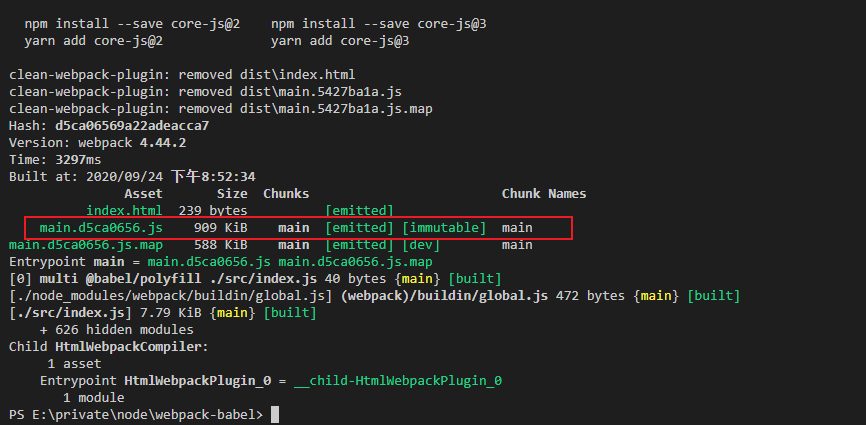 npm install --save core-js@2    npm install --save core-js@3
yarn add core-js@2              yarn add core-js@3
clean-webpack-plugin: removed dist\index.html
clean-webpack-plugin: removed dist\main.5427ba1a.js
clean-webpack-plugin: removed dist\main.5427ba1a.js.map
Hash: d5ca06569a22adeacca7
Version: webpack 4.44.2
Time: 3297ms
Built at: 2020/09/24 下午8:52:34
Asset       Size  Chunks                         Chunk Names
index.html  239 bytes          [emitted]
main.d5ca0656.js    909 KiB    main  [emitted] [immutable]  main
main.d5ca0656.js.map    588 KiB    main  [emitted] [dev]        main
Entrypoint main = main.d5ca0656.js main.d5ca0656.js.map
[0] multi @babel/polyfill ./src/index.js 40 bytes {main} [built]
[./node_modules/webpack/buildin/global.js] (webpack)/buildin/global.js 472 bytes {main} [built]
[./src/index.js] 7.79 KiB {main} [built]
+ 626 hidden modules
Child HtmlWebpackCompiler:
1 asset
Entrypoint HtmlWebpackPlugin_0 = __child-HtmlWebpackPlugin_0
1 module
PS E:\private\node\webpack-babel>